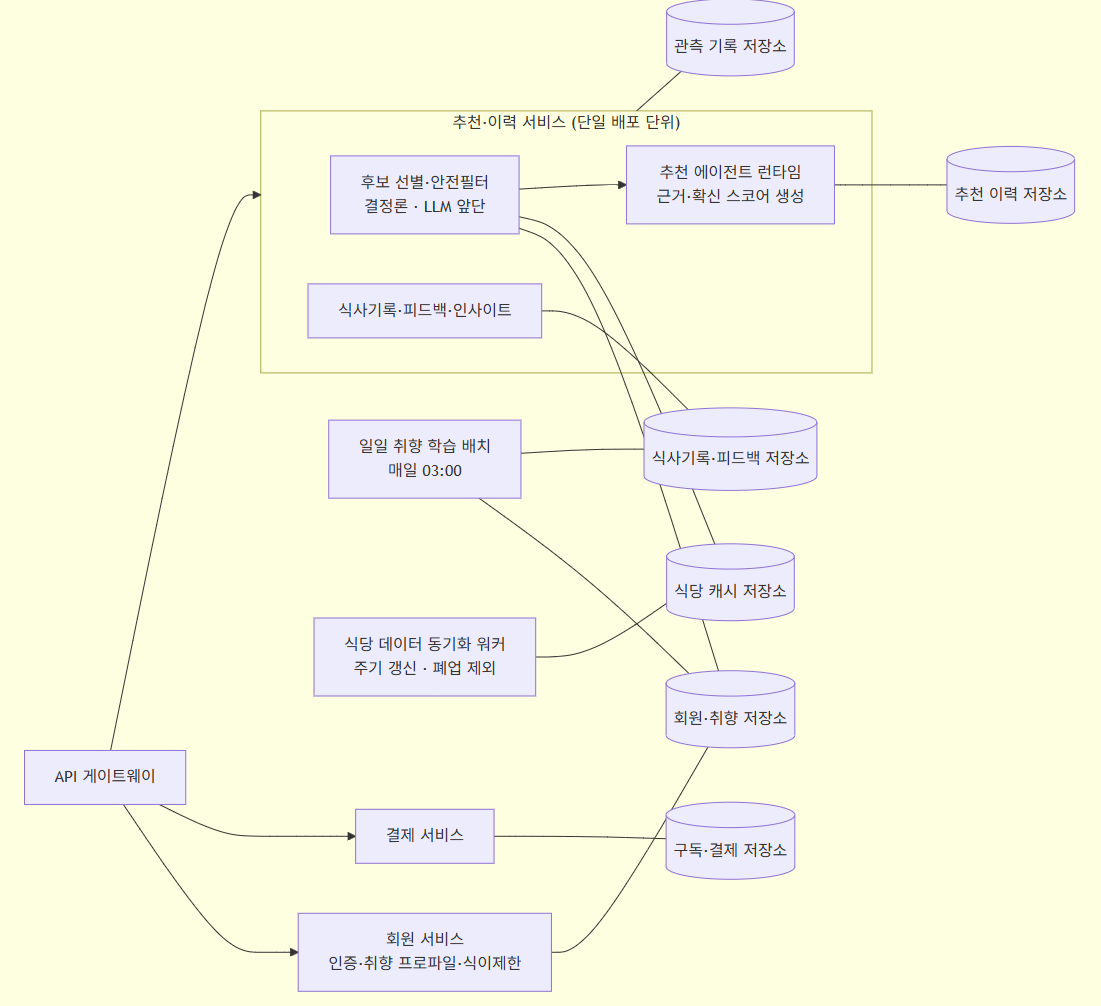 관측 기록 저장소
추천·이력 서비스 (단일 배포 단위)
후보 선별·안전필터
결정론 · LLM 앞단
추천 에이전트 런타임
근거·확신 스코어 생성
추천 이력 저장소
식사기록·피드백·인사이트
일일 취향 학습 배치
매일 03:00
식사기록·피드백 저장소
식당 캐시 저장소
식당 데이터 동기화 워커
주기 갱신 · 폐업 제외
회원·취향 저장소
API 게이트웨이
결제 서비스
구독·결제 저장소
회원 서비스
인증·취향 프로파일·식이제한